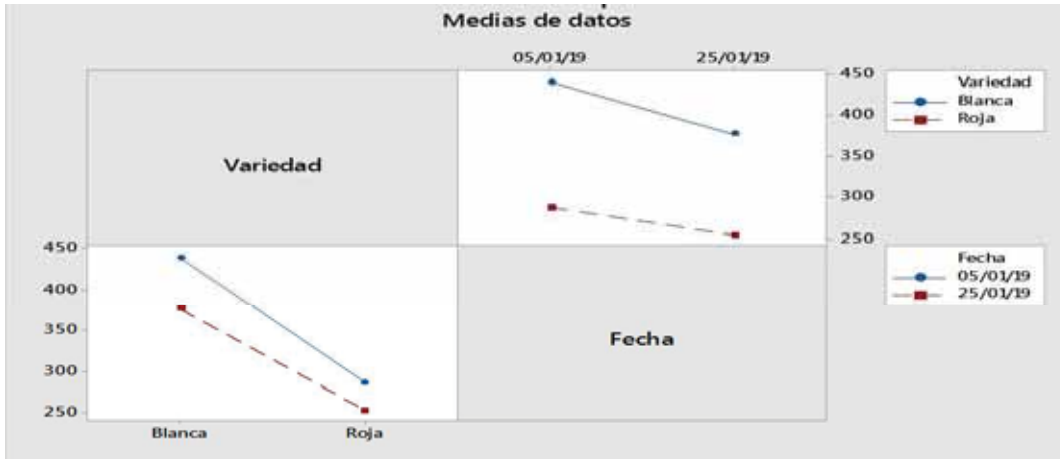 Medias de datos
05/01/19 25/01/19
450
400
350
300
250
Variedad
Blanca
Roja
Variedad
450
400
350
300
250
Fecha
05/01/19
25/01/19
Fecha
Blanca Roja